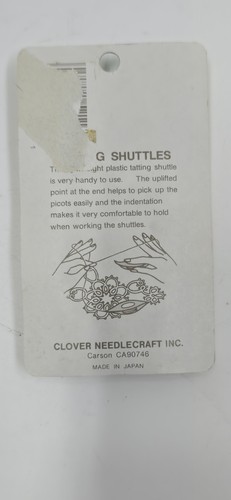 G SHUTTLES
ght plastic tatting shuttle
is very handy to use. The uplifted
point at the end helps to pick up the
picots easily and the indentation
makes it very comfortable to hold
when working the shuttles.
CLOVER NEEDLECRAFT INC.
Carson CA90746
MADE IN JAPAN